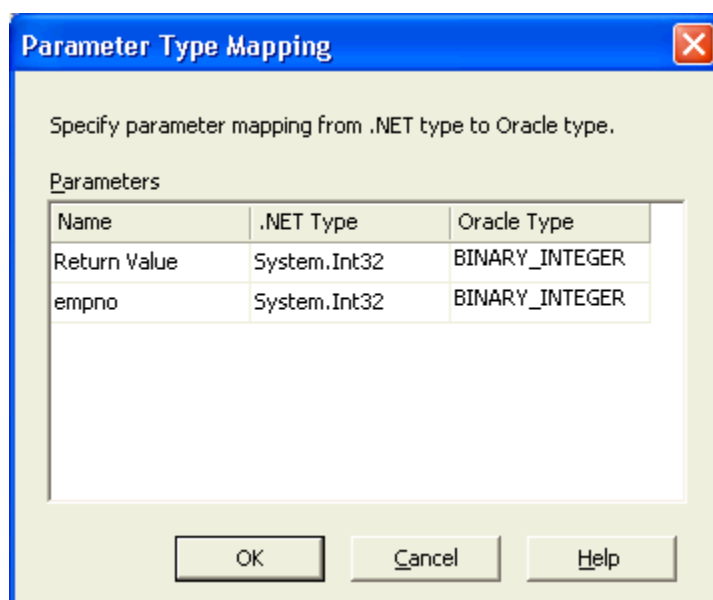 Parameter Type Mapping
Specify parameter mapping from .NET type to Oracle type.
Parameters
Name .NET Type Oracle Type
Return Value System.Int32 BINARY_INTEGER
empno System.Int32 BINARY_INTEGER
OK Cancel Help